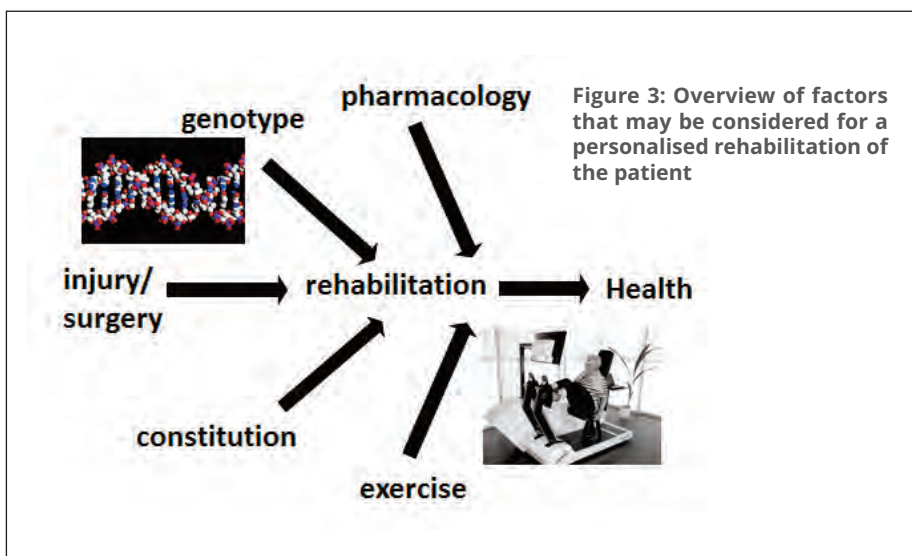 pharmacology
genotype
Figure 3: Overview of factors
that may be considered for a
personalised rehabilitation of
the patient
injury/
surgery
rehabilitation
Health
constitution
exercise